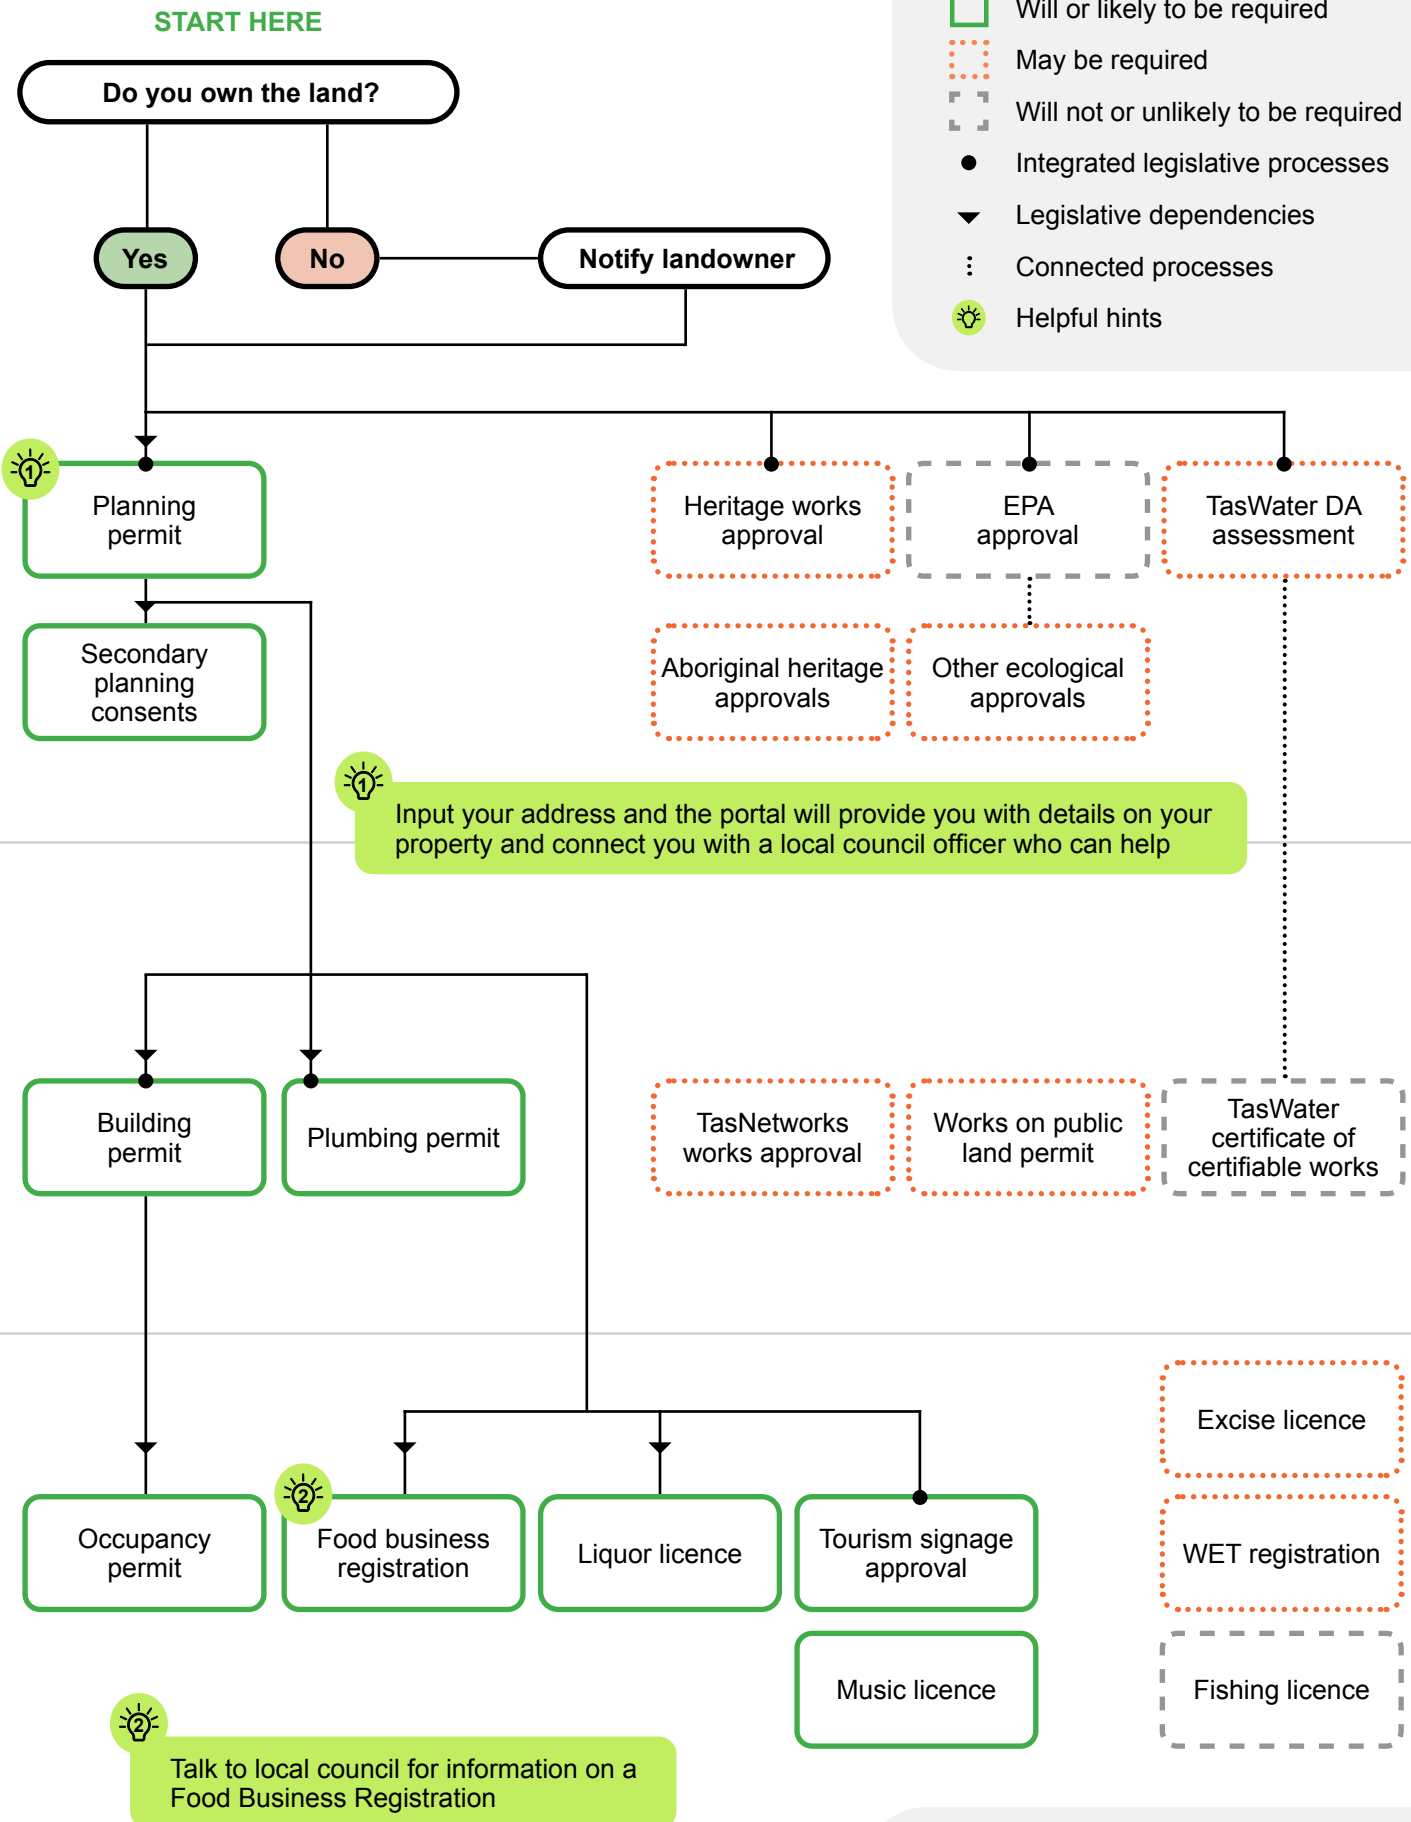 START HERE
Will or likely to be required
May be required
Will not or unlikely to be required
Integrated legislative processes
Legislative dependencies
Connected processes
Helpful hints
Do you own the land?
Yes
No
Notify landowner
1
Planning
permit
Heritage works
approval
EPA
approval
TasWater DA
assessment
Secondary
planning
consents
Aboriginal heritage
approvals
Other ecological
approvals
1
Input your address and the portal will provide you with details on your
property and connect you with a local council officer who can help
Building
permit
Plumbing permit
TasNetworks
works approval
Works on public
land permit
TasWater
certificate of
certifiable works
Excise licence
Occupancy
permit
2
Food business
registration
Liquor licence
Tourism signage
approval
WET registration
Music licence
Fishing licence
2
Talk to local council for information on a
Food Business Registration